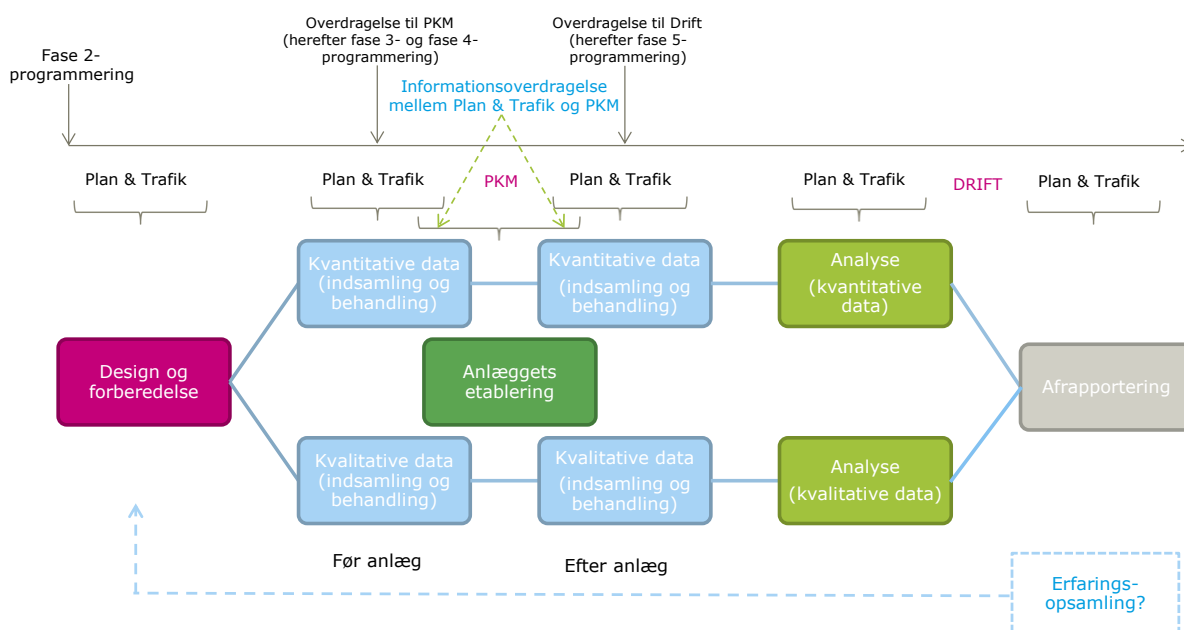 Fase 2-
programmering
Overdragelse til PKM
(herefter fase 3- og fase 4-
programmering)
Overdragelse til Drift
(herefter fase 5-
programmering)
Informationsoverdragelse
mellem Plan & Trafik og PKM
Plan & Trafik
Plan & Trafik
PKM
Plan & Trafik
Plan & Trafik
DRIFT
Plan & Trafik
Kvantitative data
(indsamling og
behandling)
Kvantitative data
(indsamling og
behandling)
Analyse
(kvantitative
data)
Design og
forberedelse
Anlæggets
etablering
Afrapportering
Kvalitative data
(indsamling og
behandling)
Kvalitative data
(indsamling og
behandling)
Analyse
(kvalitative data)
Før anlæg
Efter anlæg
Erfarings-
opsamling?